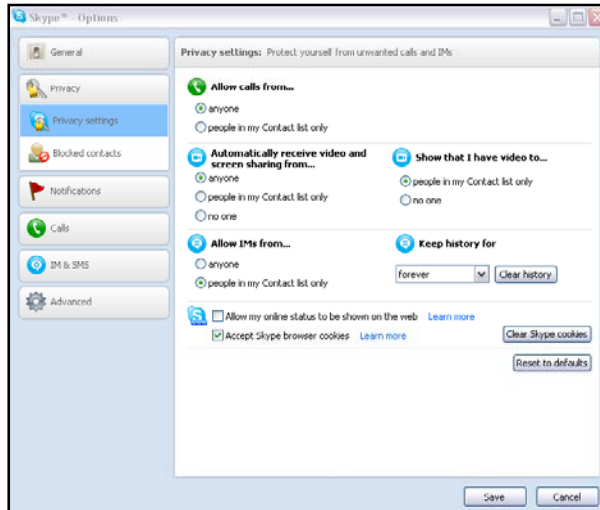 Skype™ - Options
General
Privacy
Privacy settings
Blocked contacts
Notifications
Calls
IM & SMS
Advanced
Privacy settings: Protect yourself from unwanted calls and IMs
Allow calls from...
anyone
people in my Contact list only
Automatically receive video and
screen sharing from...
anyone
people in my Contact list only
no one
Show that I have video to...
people in my Contact list only
no one
Allow IMs from...
anyone
people in my Contact list only
Keep history for
forever Clear history
Allow my online status to be shown on the web Learn more
Accept Skype browser cookies Learn more Clear Skype cookies
Reset to defaults
Save Cancel